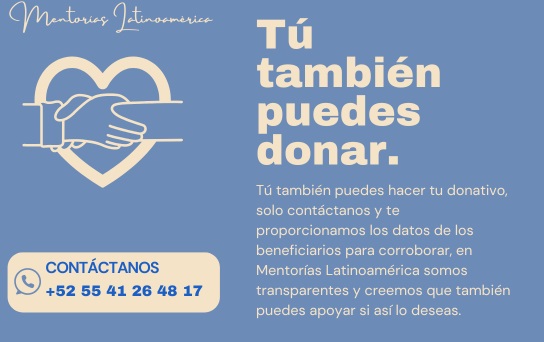 Mentorías Latinoamérica
Tú
también
puedes
donar.
Tú también puedes hacer tu donativo,
solo contáctanos y te
proporcionamos los datos de los
beneficiarios para corroborar, en
Mentorías Latinoamérica somos
transparentes y creemos que también
puedes apoyar si así lo deseas.
CONTÁCTANOS
+52 55 41 26 48 17